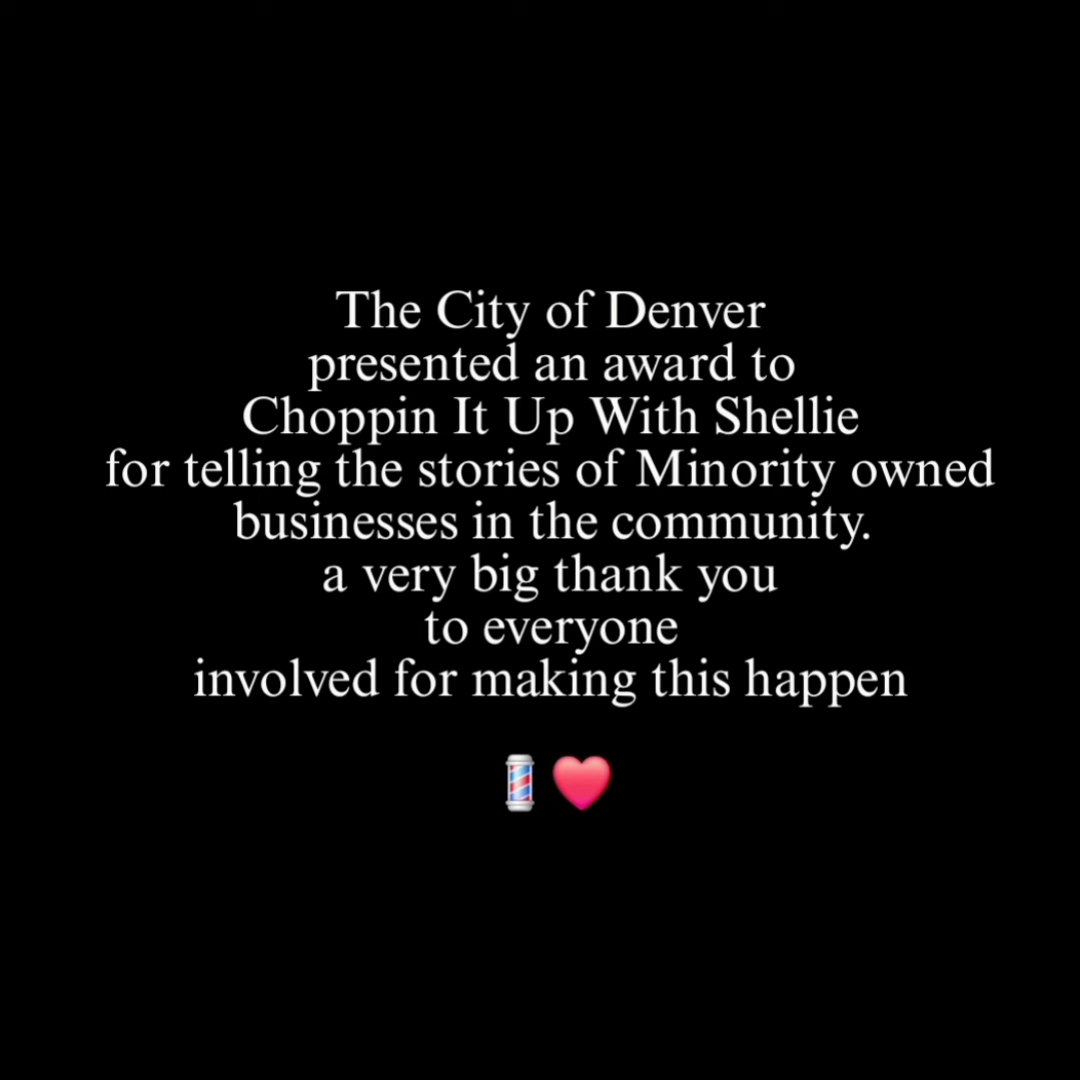 The City of Denver
presented an award to
Choppin It Up With Shellie
for telling the stories of Minority owned
businesses in the community.
a very big thank you
to everyone
involved for making this happen
💈❤️